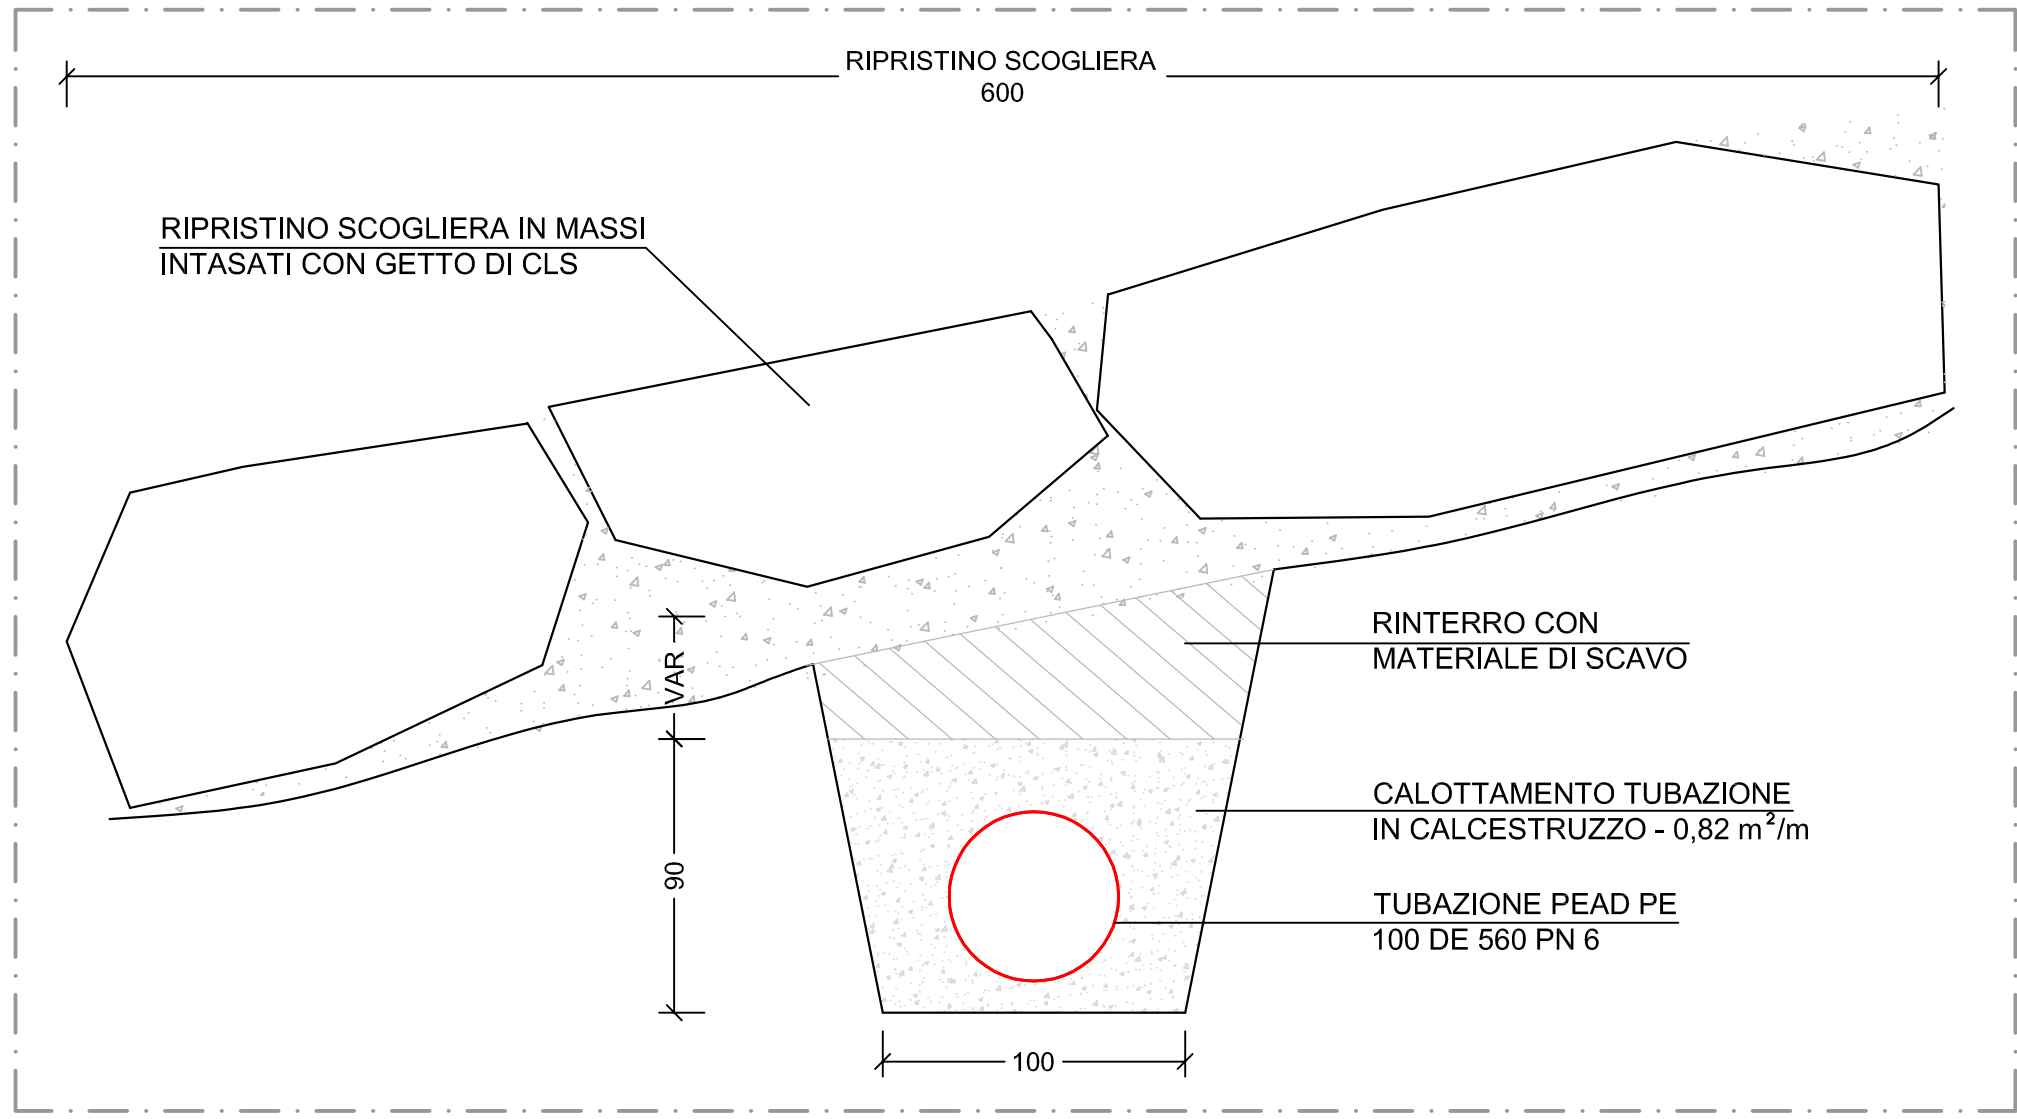 RIPRISTINO SCOGLIERA
600
RIPRISTINO SCOGLIERA IN MASSI
INTASATI CON GETTO DI CLS
RINTERRO CON
MATERIALE DI SCAVO
VAR
CALOTTAMENTO TUBAZIONE
IN CALCESTRUZZO - 0,82 m²/m
90
TUBAZIONE PEAD PE
100 DE 560 PN 6
100